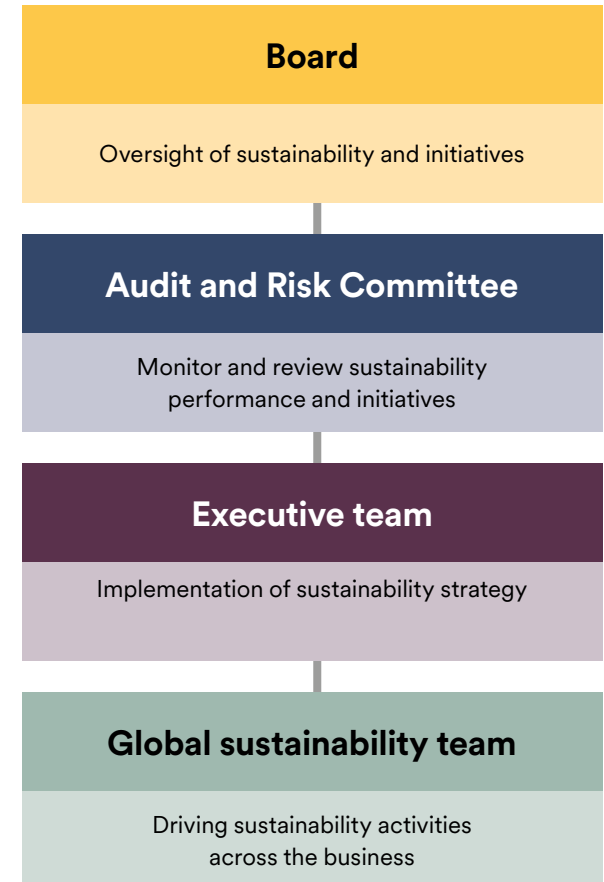 Board
Oversight of sustainability and initiatives
Audit and Risk Committee
Monitor and review sustainability
performance and initiatives
Executive team
Implementation of sustainability strategy
Global sustainability team
Driving sustainability activities
across the business